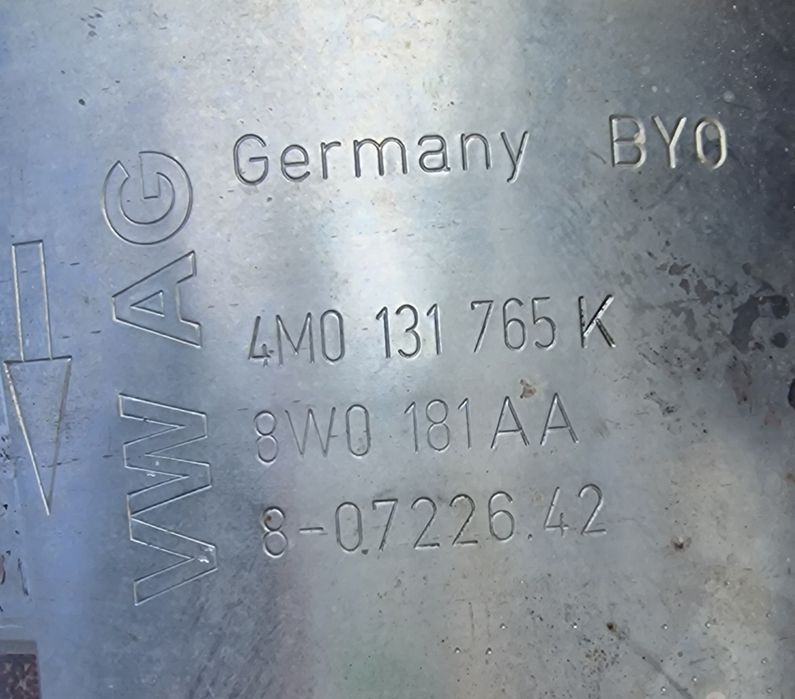 Germany BY0
VW AG
4M0 131 765 K
8W0 181 AA
8-07226.42